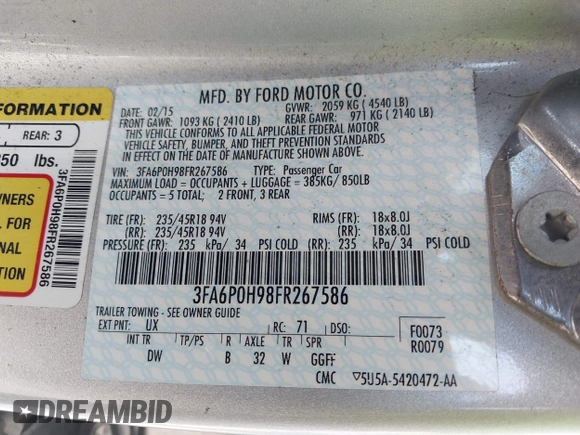 FORMATION
REAR: 3
350 lbs.
WNERS
L FOR
ONAL
ATION
3FA6P0H98FR267586
MFD. BY FORD MOTOR CO.
DATE: 02/15 GVWR: 2059 KG ( 4540 LB)
FRONT GAWR: 1093 KG ( 2410 LB) REAR GAWR: 971 KG ( 2140 LB)
THIS VEHICLE CONFORMS TO ALL APPLICABLE FEDERAL MOTOR
VEHICLE SAFETY, BUMPER, AND THEFT PREVENTION STANDARDS
IN EFFECT ON THE DATE OF MANUFACTURE SHOWN ABOVE.
VIN: 3FA6P0H98FR267586 TYPE: Passenger Car
MAXIMUM LOAD = OCCUPANTS + LUGGAGE = 385KG / 850LB
OCCUPANTS = 5 TOTAL; 2 FRONT, 3 REAR
TIRE (FR): 235/45R18 94V RIMS (FR): 18x8.0J
(RR): 235/45R18 94V (RR): 18x8.0J
PRESSURE (FR): 235 kPa/ 34 PSI COLD (RR): 235 kPa/ 34 PSI COLD
3FA6P0H98FR267586
TRAILER TOWING - SEE OWNER GUIDE
EXT PNT: UX RC: 71 DSO: F0073
INT TR TP/PS R AXLE TR SPR R0079
DW B 32 W GGFF
CMC ▽5U5A-5420472-AA
DREAMBID